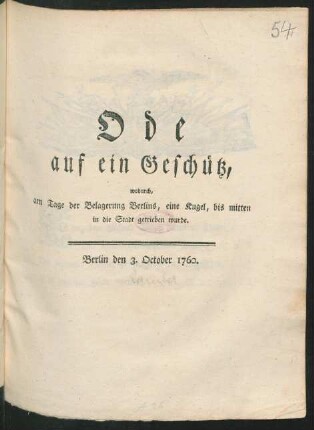 54
Ode
auf ein Geschütz,
wodurch,
am Tage der Belagerung Berlins, eine Kugel, bis mitten
in die Stadt getrieben wurde.
Berlin den 3. October 1760.